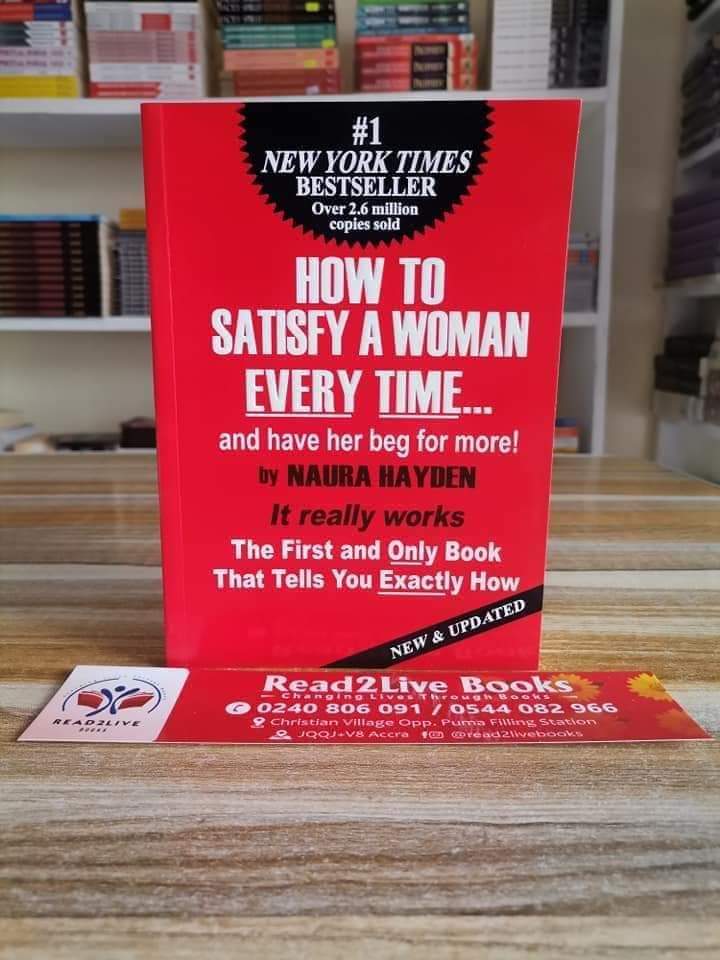 #1
NEW YORK TIMES
BESTSELLER
Over 2.6 million
copies sold
HOW TO
SATISFY A WOMAN
EVERY TIME...
and have her beg for more!
by NAURA HAYDEN
It really works
The First and Only Book
That Tells You Exactly How
NEW & UPDATED
READ2LIVE
BOOKS
Read2Live Books
Changing Lives Through Books
0240 806 091 / 0544 082 966
Christian Village Opp. Puma Filling Station
JQQJ+V8 Accra @read2livebooks